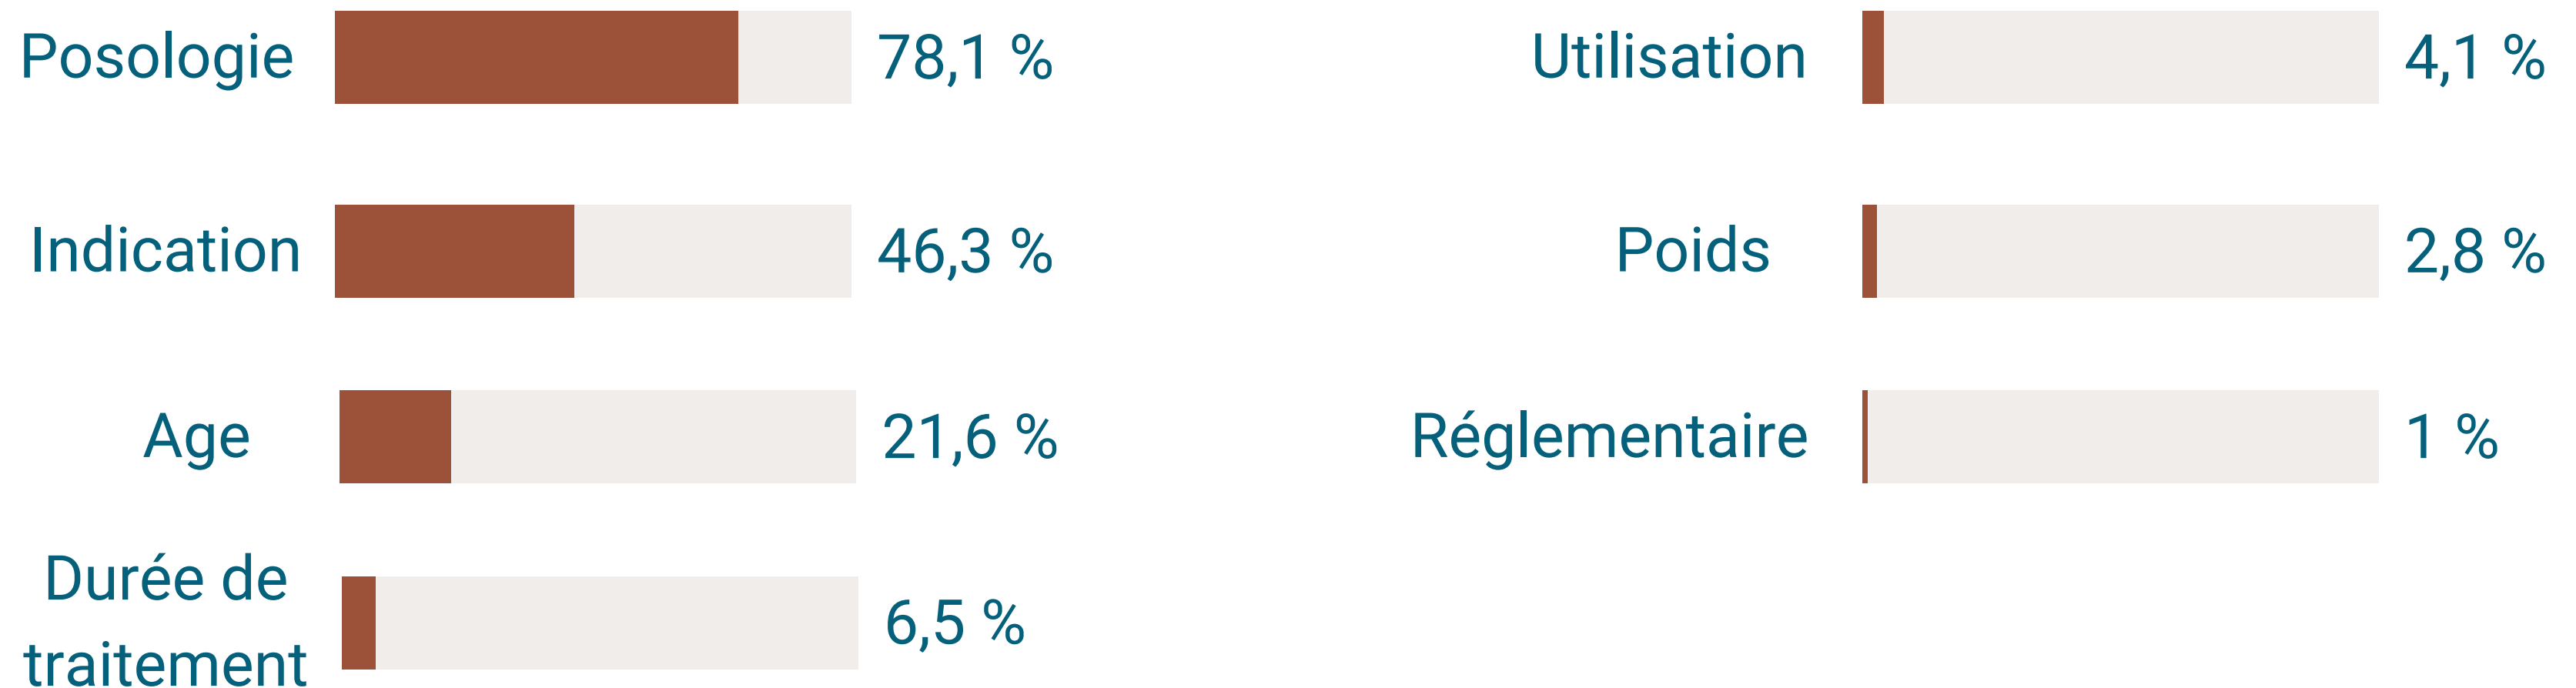 Posologie
78,1 %
Indication
46,3 %
Age
21,6 %
Durée de
traitement
6,5 %
Utilisation
4,1 %
Poids
2,8 %
Réglementaire
1 %